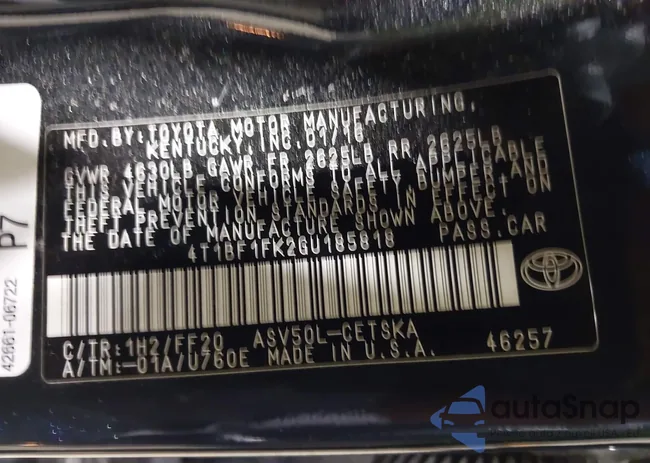 MFD. BY: TOYOTA MOTOR MANUFACTURING,
KENTUCKY, INC. 01/16
GVWR 4630LB GAWR FR 2625LB RR 2625LB
THIS VEHICLE CONFORMS TO ALL APPLICABLE
FEDERAL MOTOR VEHICLE SAFETY, BUMPER AND
THEFT PREVENTION STANDARDS IN EFFECT ON
THE DATE OF MANUFACTURE SHOWN ABOVE.
4T1BF1FK2GU185818 PASS.CAR
C/TR: 1H2/FF20 ASV50L-CETSKA
A/TM:-01A/U760E MADE IN U.S.A. 46257
P7
42661-06722
autoSnap